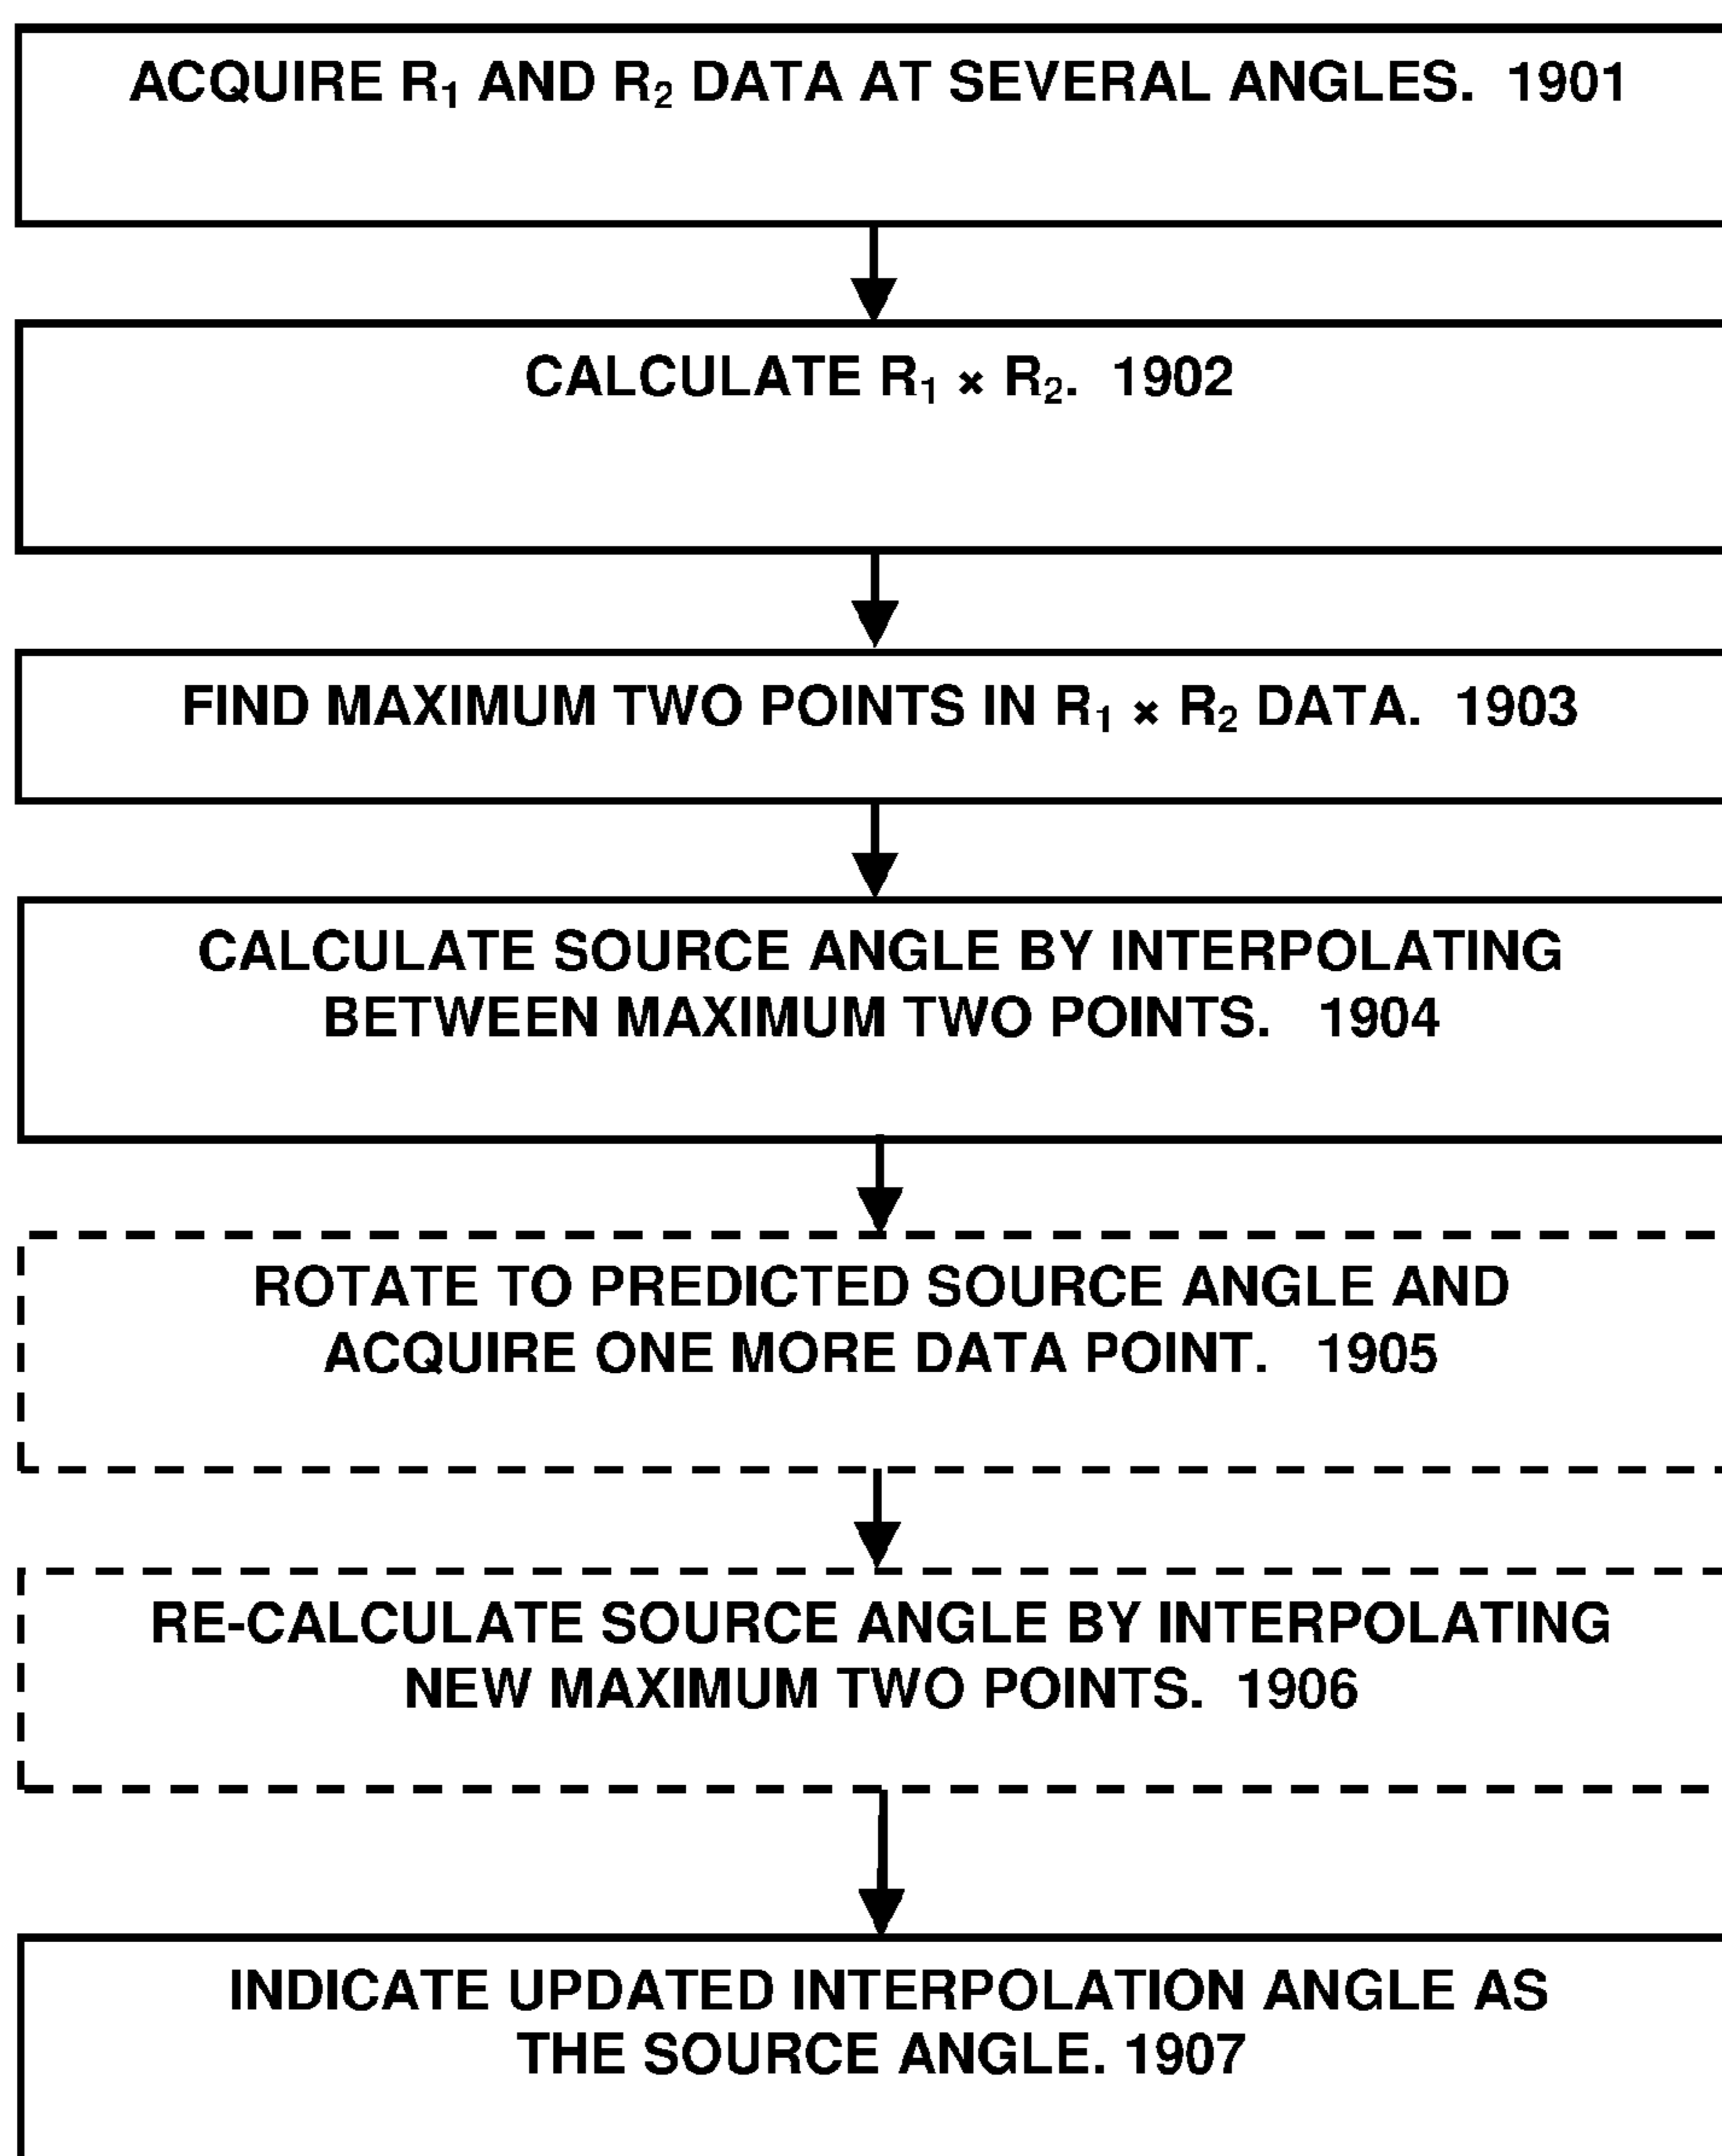 ACQUIRE R₁ AND R₂ DATA AT SEVERAL ANGLES. 1901
CALCULATE R₁ × R₂. 1902
FIND MAXIMUM TWO POINTS IN R₁ × R₂ DATA. 1903
CALCULATE SOURCE ANGLE BY INTERPOLATING
BETWEEN MAXIMUM TWO POINTS. 1904
ROTATE TO PREDICTED SOURCE ANGLE AND
ACQUIRE ONE MORE DATA POINT. 1905
RE-CALCULATE SOURCE ANGLE BY INTERPOLATING
NEW MAXIMUM TWO POINTS. 1906
INDICATE UPDATED INTERPOLATION ANGLE AS
THE SOURCE ANGLE. 1907